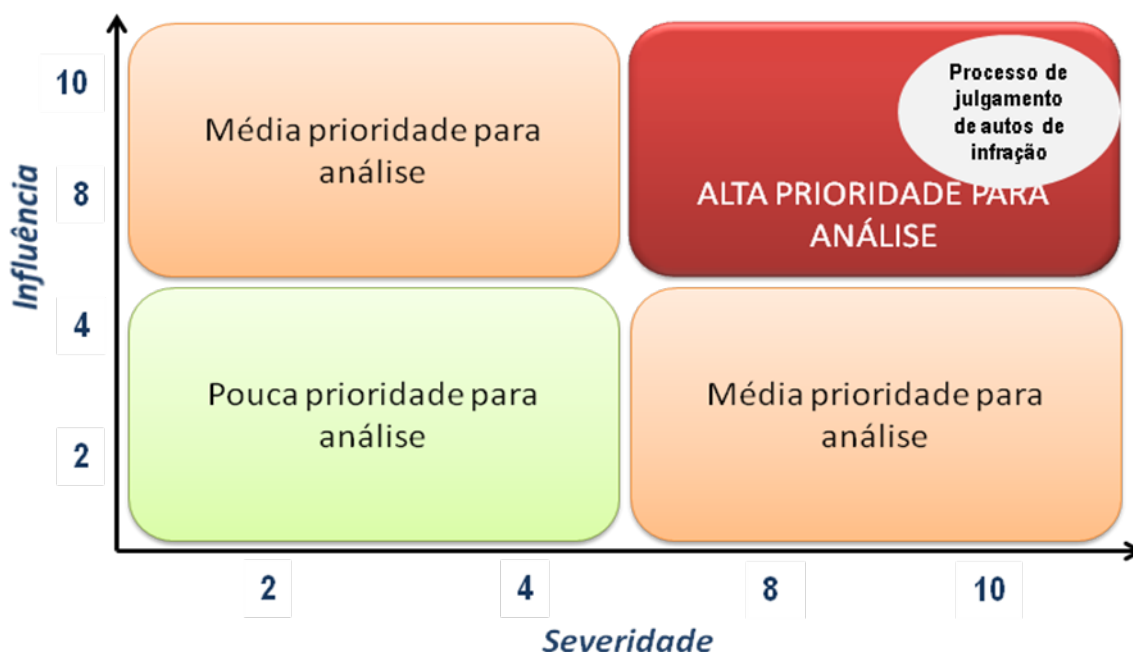 10
8
4
2
Influência
Média prioridade para
análise
Processo de
julgamento
de autos de
infração
ALTA PRIORIDADE PARA
ANÁLISE
Pouca prioridade para
análise
Média prioridade para
análise
2
4
8
10
Severidade